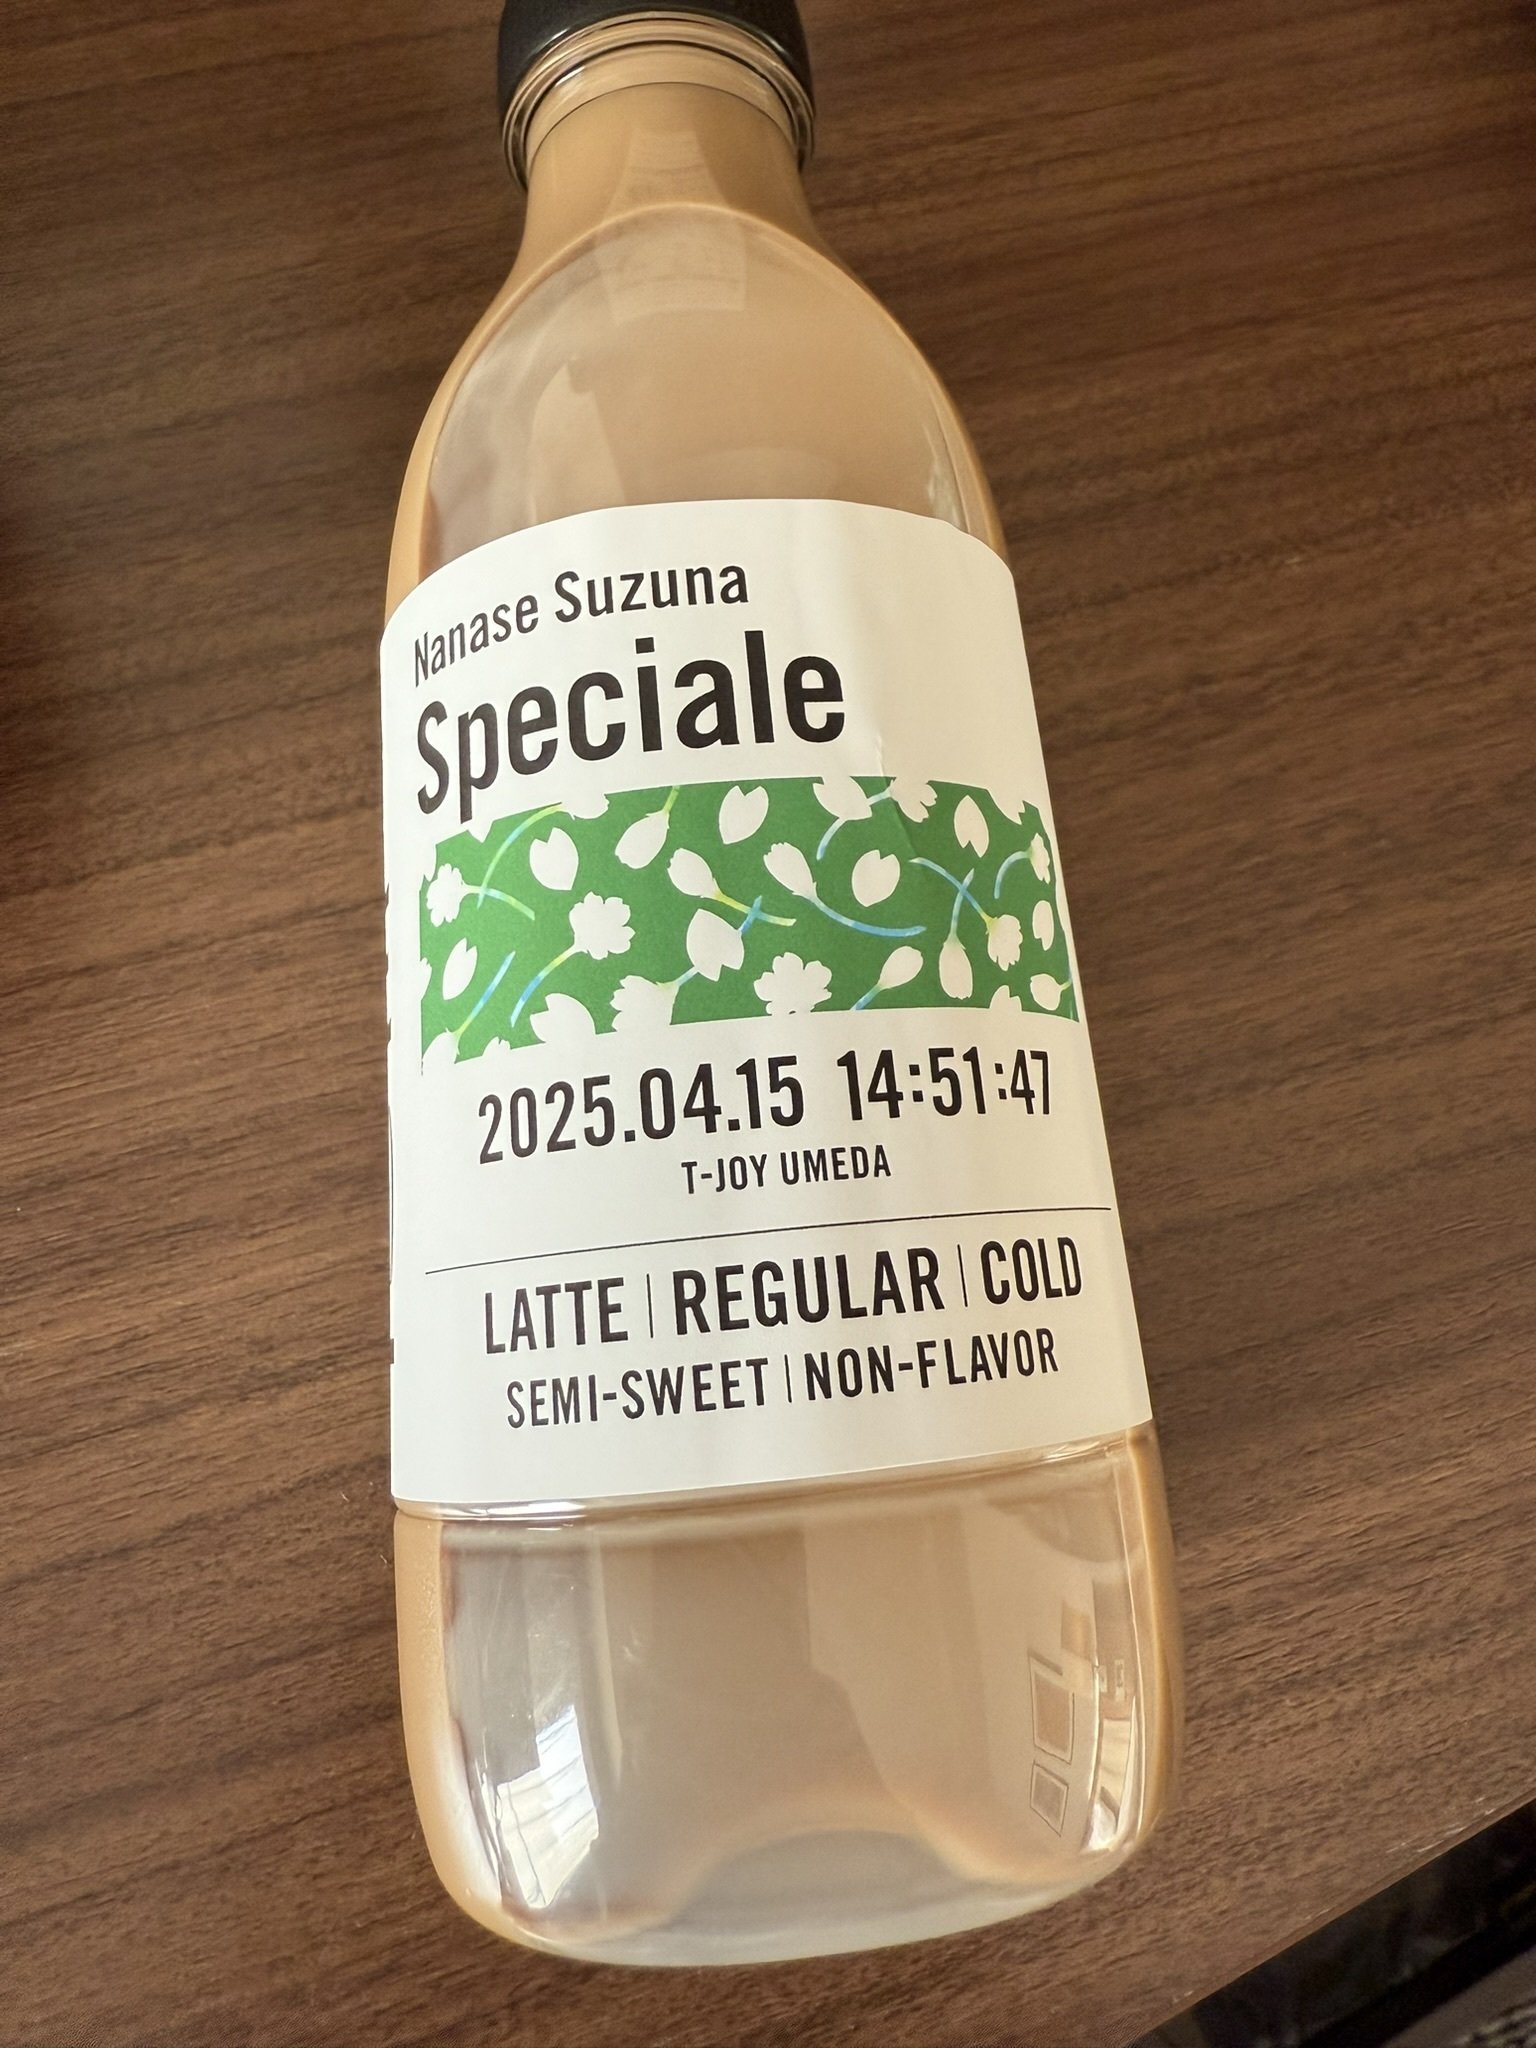 Nanase Suzuna
Speciale
2025.04.15 14:51:47
T-JOY UMEDA
LATTE | REGULAR | COLD
SEMI-SWEET | NON-FLAVOR